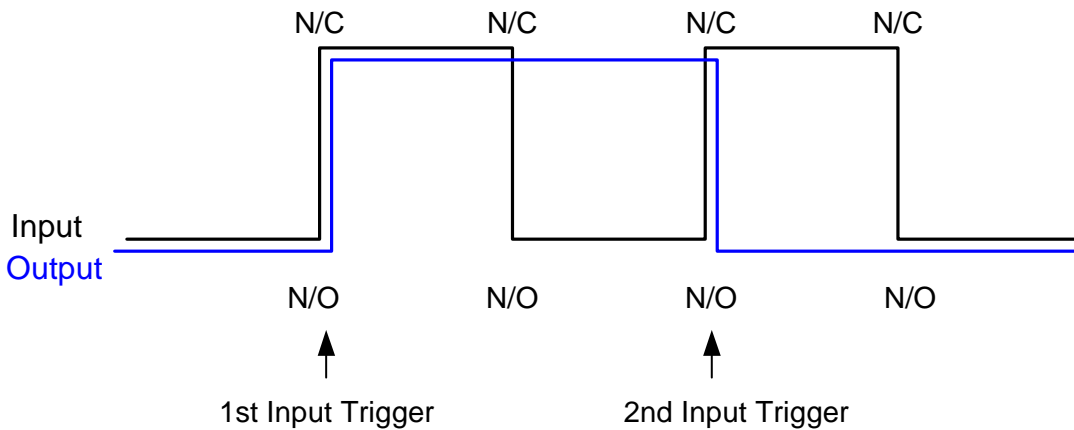 N/C N/C N/C N/C
Input
Output
N/O N/O N/O N/O
1st Input Trigger 2nd Input Trigger